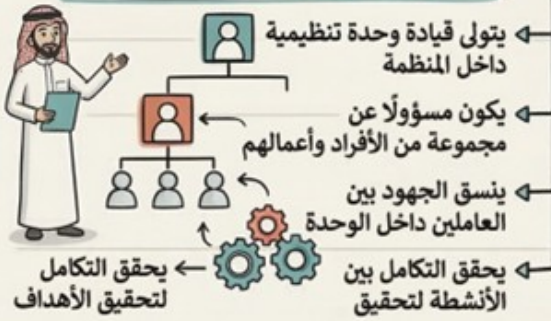 يتولى قيادة وحدة تنظيمية
داخل المنظمة
يكون مسؤولًا عن
مجموعة من الأفراد وأعمالهم
ينسق الجهود بين
العاملين داخل الوحدة
يحقق التكامل بين
الأنشطة لتحقيق
يحقق التكامل
لتحقيق الأهداف